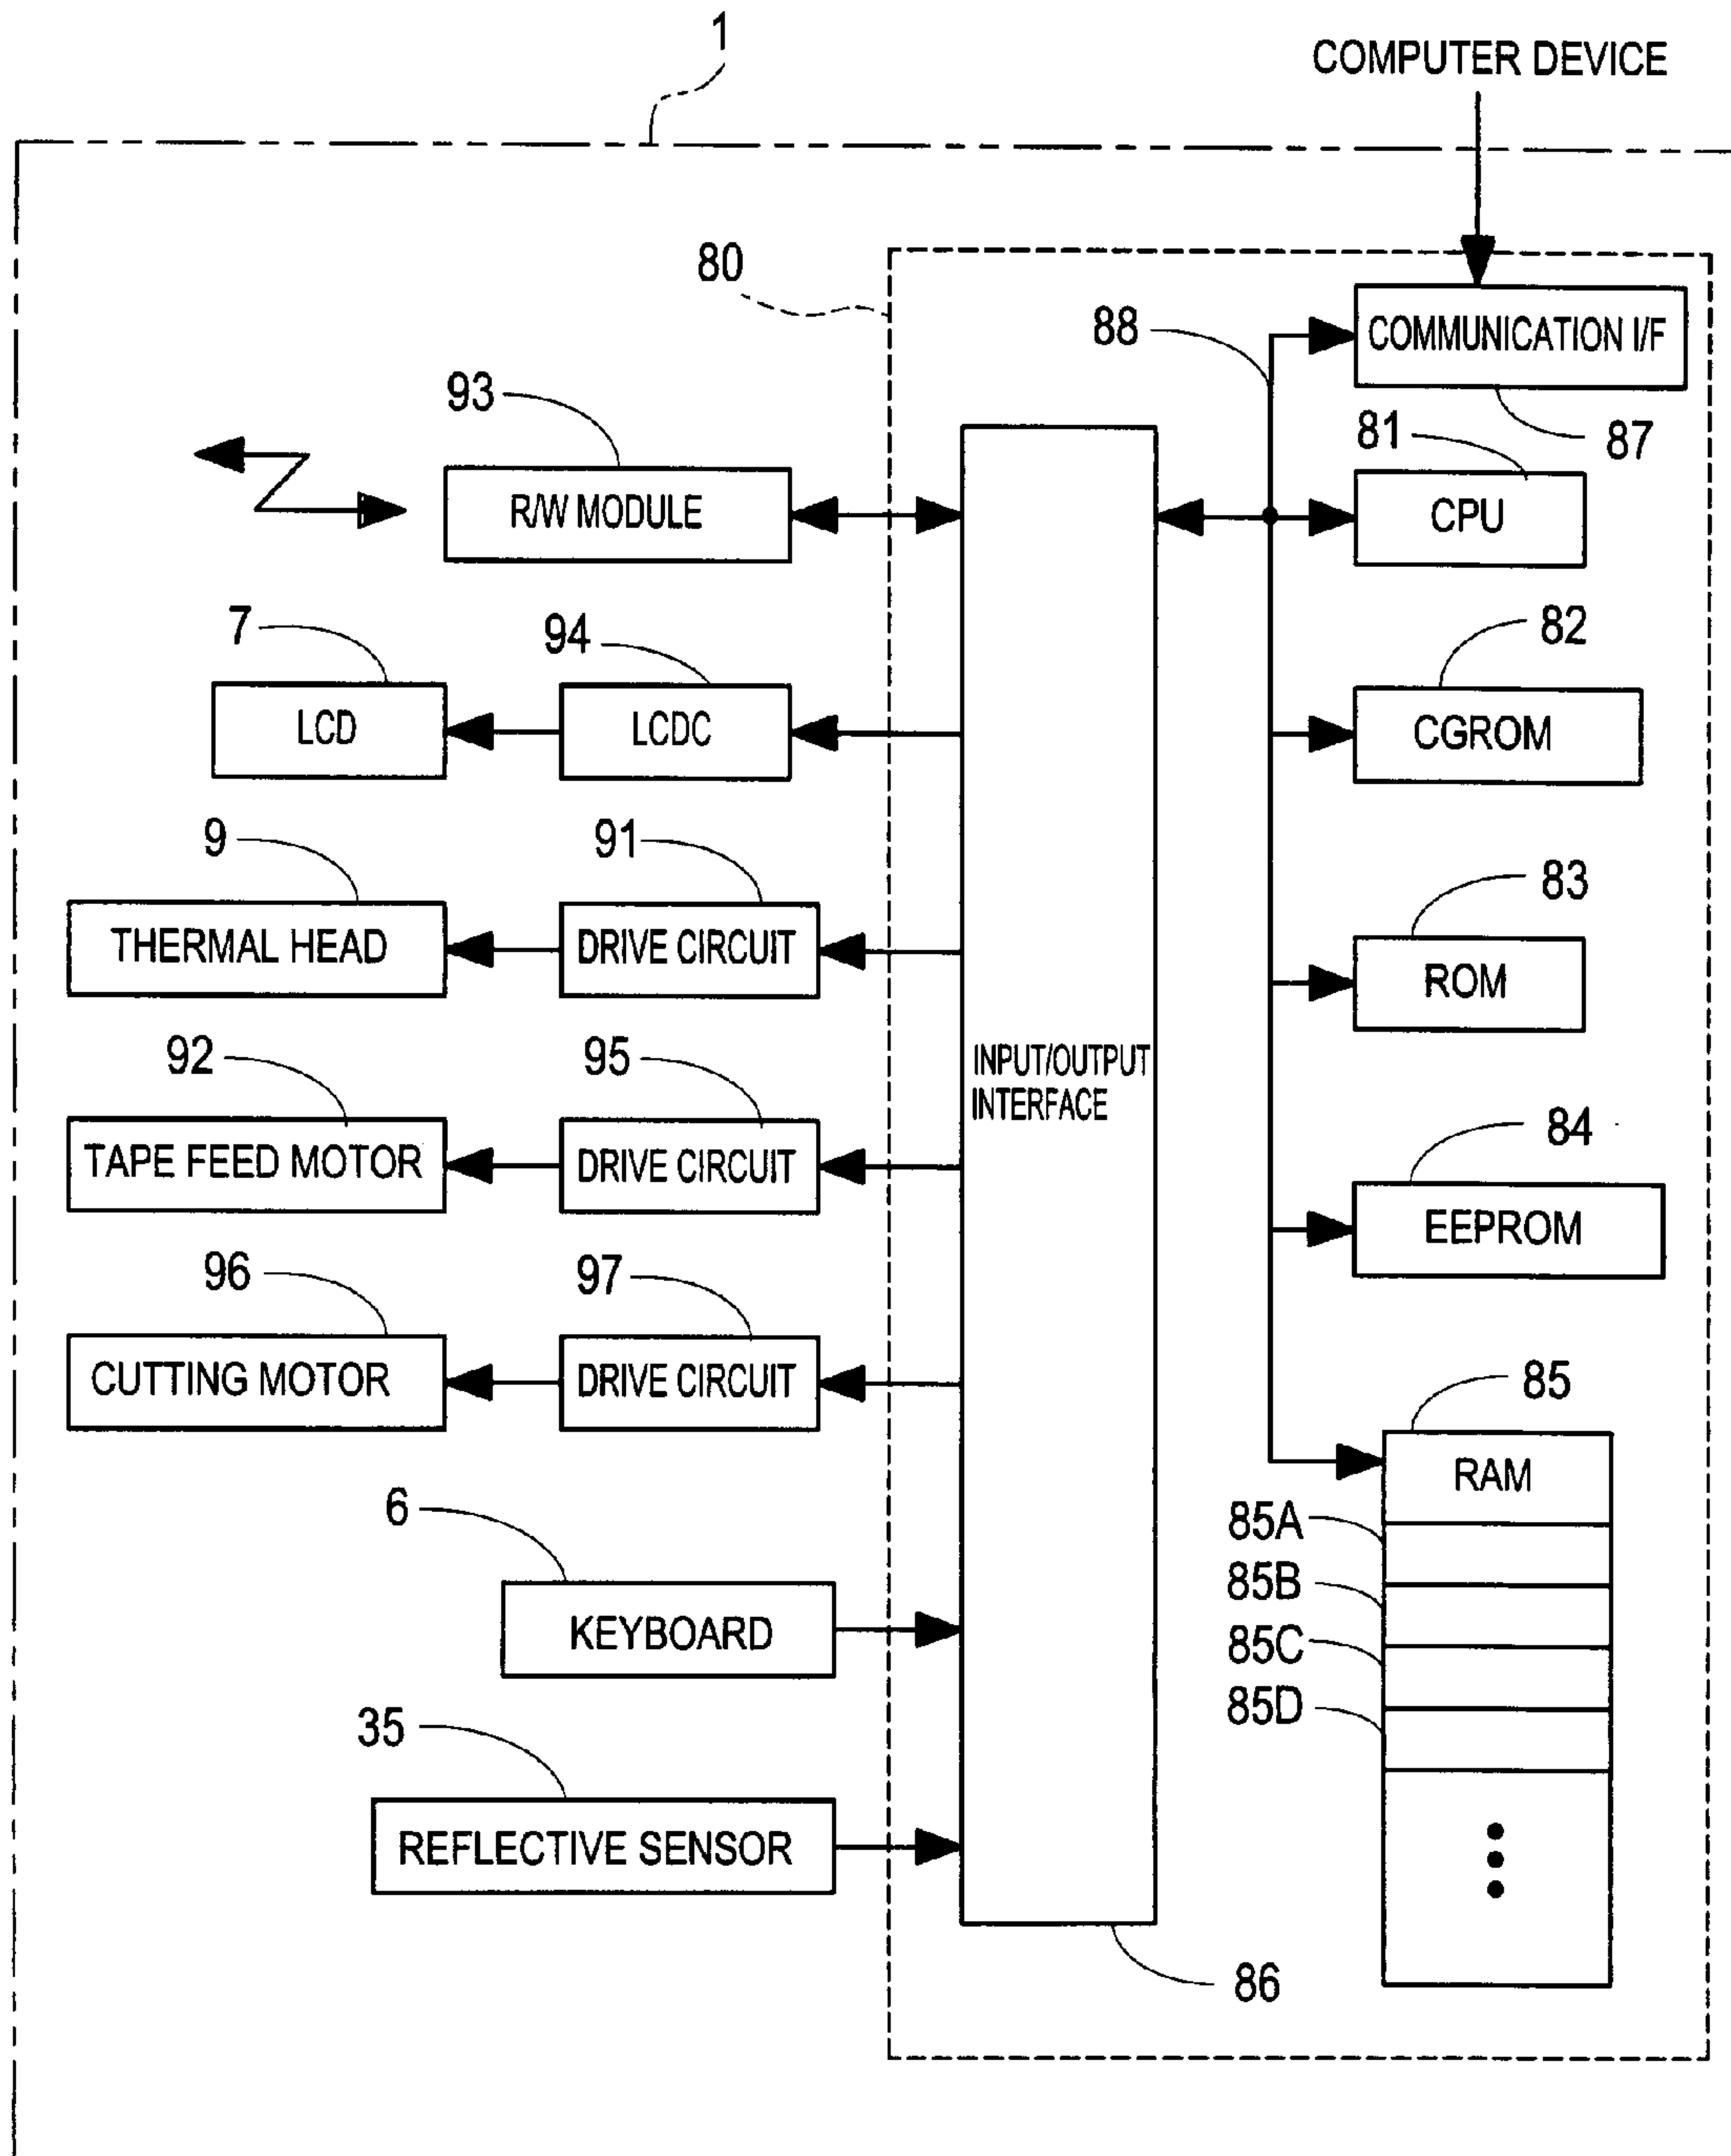 1
COMPUTER DEVICE
80
88
COMMUNICATION I/F
93
81
87
R/W MODULE
CPU
7
94
82
LCD
LCDC
CGROM
9
91
83
THERMAL HEAD
DRIVE CIRCUIT
ROM
92
95
INPUT/OUTPUT
INTERFACE
84
TAPE FEED MOTOR
DRIVE CIRCUIT
EEPROM
96
97
CUTTING MOTOR
DRIVE CIRCUIT
85
RAM
6
85A
85B
KEYBOARD
85C
35
85D
REFLECTIVE SENSOR
86